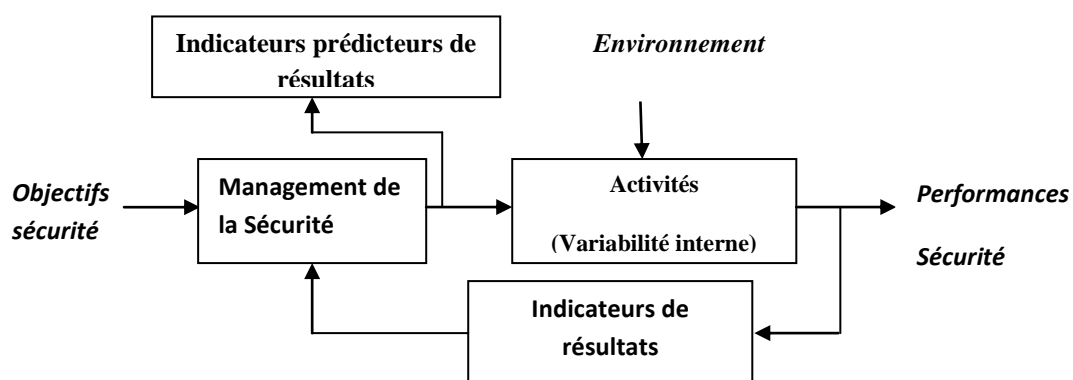 Indicateurs prédicteurs de
résultats
Environnement
Objectifs
sécurité
Management de
la Sécurité
Activités
(Variabilité interne)
Performances
Sécurité
Indicateurs de
résultats